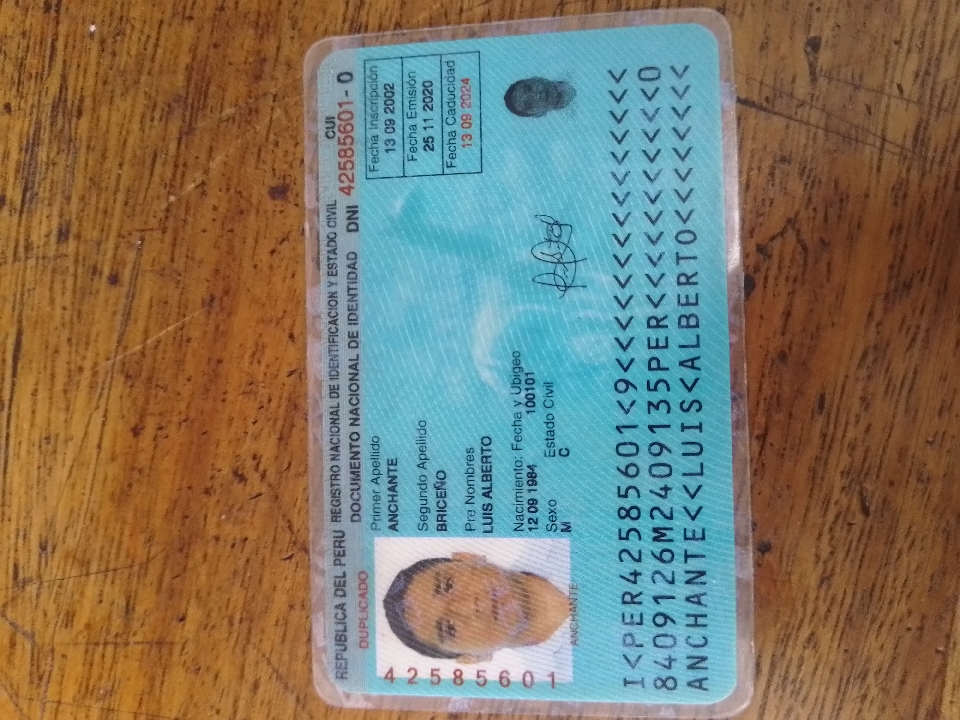 REPUBLICA DEL PERU REGISTRO NACIONAL DE IDENTIFICACION Y ESTADO CIVIL CUI
DUPLICADO DOCUMENTO NACIONAL DE IDENTIDAD DNI 42585601 - 0
Primer Apellido
ANCHANTE
Segundo Apellido
BRICEÑO
Pre Nombres
LUIS ALBERTO
Nacimiento: Fecha y Ubigeo
12 09 1984 100101
Sexo Estado Civil
M C
Fecha Inscripción
13 09 2002
Fecha Emisión
25 11 2020
Fecha Caducidad
13 09 2024
42585601
ANCHANTE
I<PER42585601<9<<<<<<<<<<<<<<<
8409126M2409135PER<<<<<<<<<<<0
ANCHANTE<<LUIS<ALBERTO<<<<<<<<